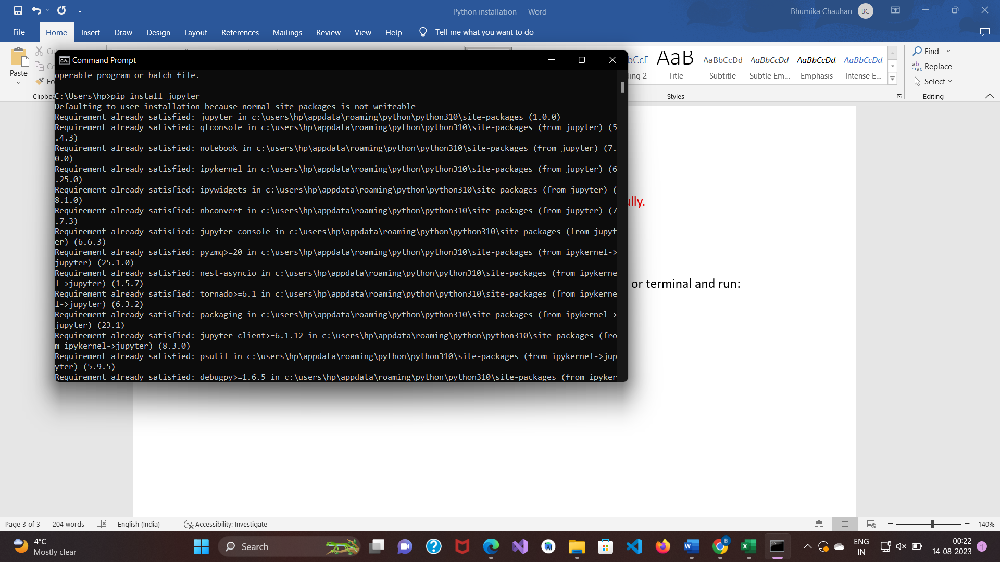 Python installation - Word
Bhumika Chauhan
BC
File Home Insert Draw Design Layout References Mailings Review View Help Tell me what you want to do
Paste
Clipboa
AaB AaBbCcDd AaBbCcDd AaBbCcDd AaBbCcDd
ing 2 Title Subtitle Subtle Em... Emphasis Intense E...
Styles
Find
Replace
Select
Editing
Command Prompt
operable program or batch file.
C:\Users\hp>pip install jupyter
Defaulting to user installation because normal site-packages is not writeable
Requirement already satisfied: jupyter in c:\users\hp\appdata\roaming\python\python310\site-packages (1.0.0)
Requirement already satisfied: qtconsole in c:\users\hp\appdata\roaming\python\python310\site-packages (from jupyter) (5
.4.3)
Requirement already satisfied: notebook in c:\users\hp\appdata\roaming\python\python310\site-packages (from jupyter) (7.
0.0)
Requirement already satisfied: ipykernel in c:\users\hp\appdata\roaming\python\python310\site-packages (from jupyter) (6
.25.0)
Requirement already satisfied: ipywidgets in c:\users\hp\appdata\roaming\python\python310\site-packages (from jupyter) (
8.1.0)
Requirement already satisfied: nbconvert in c:\users\hp\appdata\roaming\python\python310\site-packages (from jupyter) (7
.7.3)
Requirement already satisfied: jupyter-console in c:\users\hp\appdata\roaming\python\python310\site-packages (from jupyt
er) (6.6.3)
Requirement already satisfied: pyzmq>=20 in c:\users\hp\appdata\roaming\python\python310\site-packages (from ipykernel->
jupyter) (25.1.0)
Requirement already satisfied: nest-asyncio in c:\users\hp\appdata\roaming\python\python310\site-packages (from ipykerne
l->jupyter) (1.5.7)
Requirement already satisfied: tornado>=6.1 in c:\users\hp\appdata\roaming\python\python310\site-packages (from ipykerne
l->jupyter) (6.3.2)
Requirement already satisfied: packaging in c:\users\hp\appdata\roaming\python\python310\site-packages (from ipykernel->
jupyter) (23.1)
Requirement already satisfied: jupyter-client>=6.1.12 in c:\users\hp\appdata\roaming\python\python310\site-packages (fro
m ipykernel->jupyter) (8.3.0)
Requirement already satisfied: psutil in c:\users\hp\appdata\roaming\python\python310\site-packages (from ipykernel->jup
yter) (5.9.5)
Requirement already satisfied: debugpy>=1.6.5 in c:\users\hp\appdata\roaming\python\python310\site-packages (from ipyker
lly.
or terminal and run:
Page 3 of 3 204 words English (India) Accessibility: Investigate 140%
4°C
Mostly clear
Search
ENG
IN
00:22
14-08-2023
1